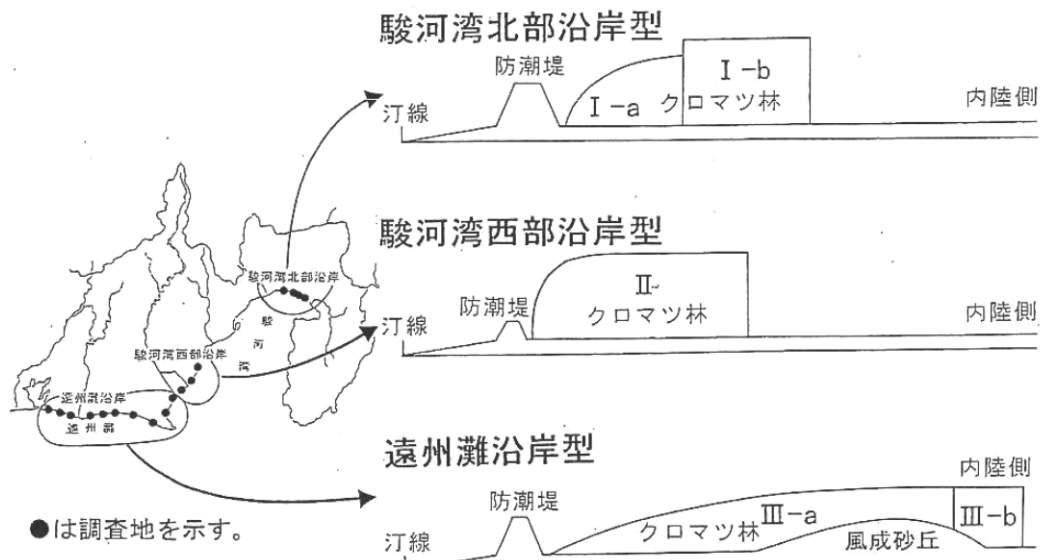 駿河湾北部沿岸型
防潮堤
汀線
Ⅰ-a
Ⅰ-b
クロマツ林
内陸側
駿河湾西部沿岸型
防潮堤
汀線
Ⅱ
クロマツ林
内陸側
駿河湾北部沿岸
駿河湾
駿河湾西部沿岸
遠州灘沿岸
遠州灘
遠州灘沿岸型
防潮堤
汀線
クロマツ林
Ⅲ-a
Ⅲ-b
風成砂丘
内陸側
●は調査地を示す。